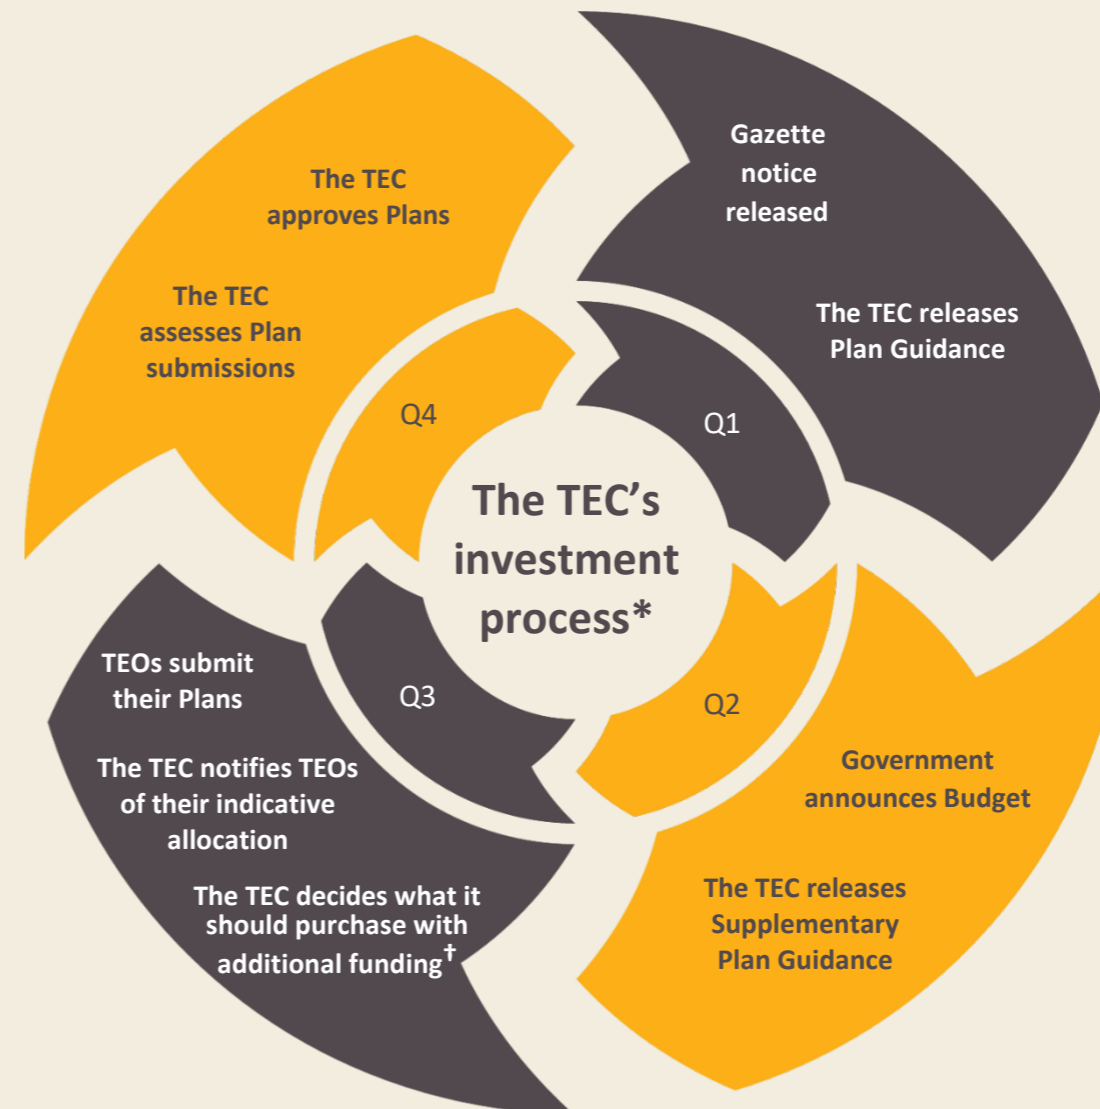 The TEC's
investment
process*
Q1
Gazette
notice
released
The TEC releases
Plan Guidance
Q2
Government
announces Budget
The TEC releases
Supplementary
Plan Guidance
Q3
TEOs submit
their Plans
The TEC notifies TEOs
of their indicative
allocation
The TEC decides what it
should purchase with
additional funding†
Q4
The TEC
approves Plans
The TEC
assesses Plan
submissions